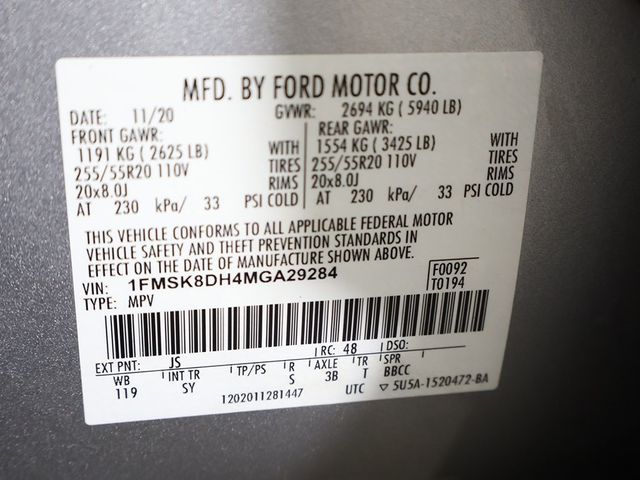 MFD. BY FORD MOTOR CO.
DATE: 11/20 GVWR: 2694 KG ( 5940 LB)
FRONT GAWR: REAR GAWR:
1191 KG ( 2625 LB) WITH 1554 KG ( 3425 LB) WITH
255/55R20 110V TIRES 255/55R20 110V TIRES
20x8.0J RIMS 20x8.0J RIMS
AT 230 kPa/ 33 PSI COLD AT 230 kPa/ 33 PSI COLD
THIS VEHICLE CONFORMS TO ALL APPLICABLE FEDERAL MOTOR
VEHICLE SAFETY AND THEFT PREVENTION STANDARDS IN
EFFECT ON THE DATE OF MANUFACTURE SHOWN ABOVE.
VIN: 1FMSK8DH4MGA29284 F0092
TYPE: MPV T0194
EXT PNT: JS RC: 48 DSO:
WB INT TR TP/PS R AXLE TR SPR
119 SY S 3B T BBCC
1202011281447 UTC ▽ 5U5A-1520472-BA